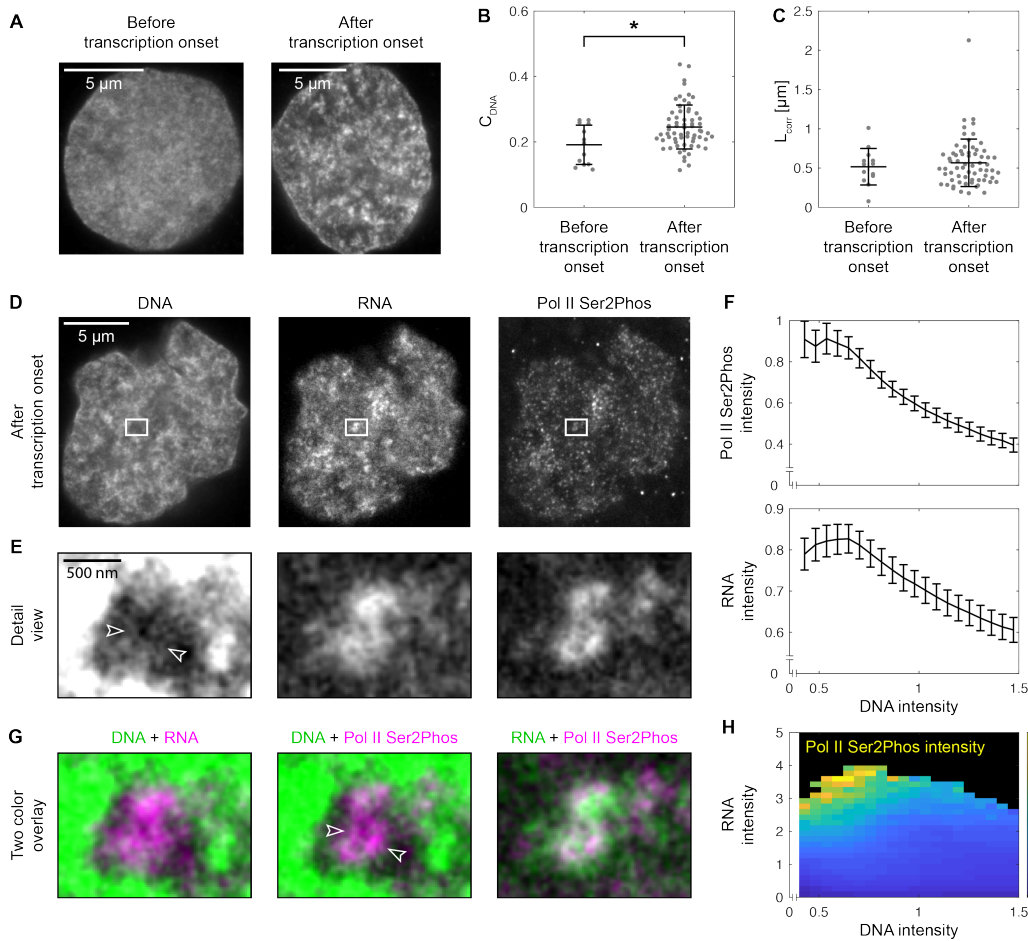 A
Before
transcription onset
After
transcription onset
5 µm
5 µm
B
0.6
0.4
0.2
0
C_DNA
*
Before
transcription
onset
After
transcription
onset
C
2.5
2
1.5
1
0.5
0
L_corr [µm]
Before
transcription
onset
After
transcription
onset
D
DNA
RNA
Pol II Ser2Phos
After
transcription onset
5 µm
E
Detail
view
500 nm
F
Pol II Ser2Phos
intensity
1
0.8
0.6
0.4
0
RNA
intensity
0.9
0.8
0.7
0.6
0
0
0.5
1
1.5
DNA intensity
G
Two color
overlay
DNA + RNA
DNA + Pol II Ser2Phos
RNA + Pol II Ser2Phos
H
Pol II Ser2Phos intensity
RNA
intensity
5
4
3
2
1
0
0
0.5
1
1.5
DNA intensity